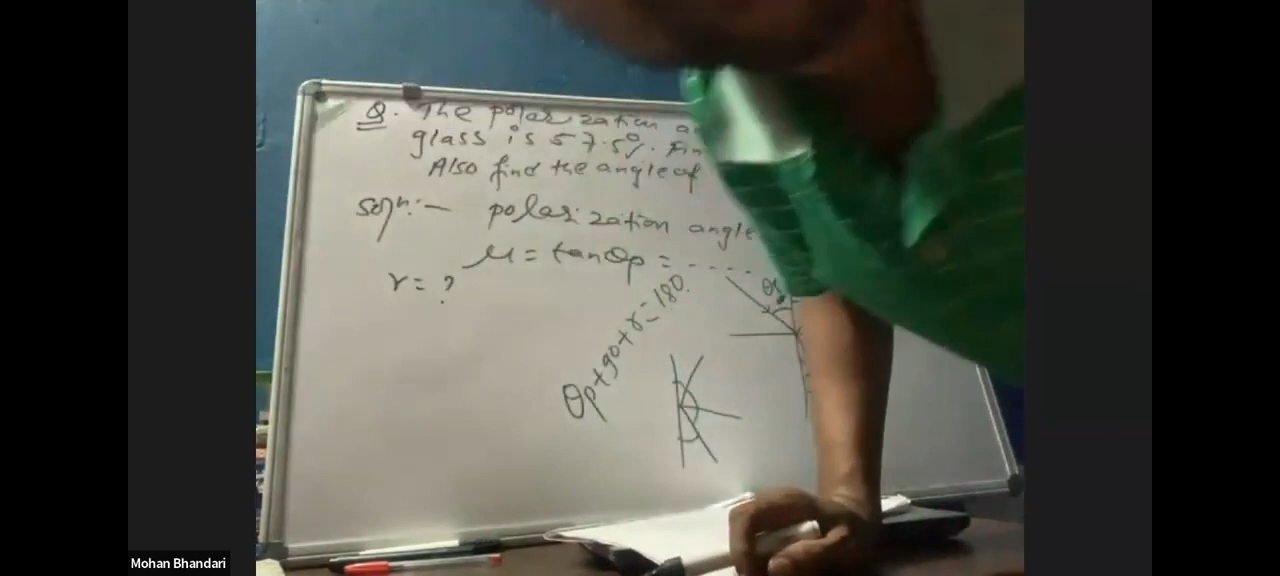 Q. The polarization
glass is 57.5°. Fin
Also find the angle of
Solⁿ:- polarization angle
μ = tanθp = - - - -
r = ?
θp+90+r=180.
θp
Mohan Bhandari